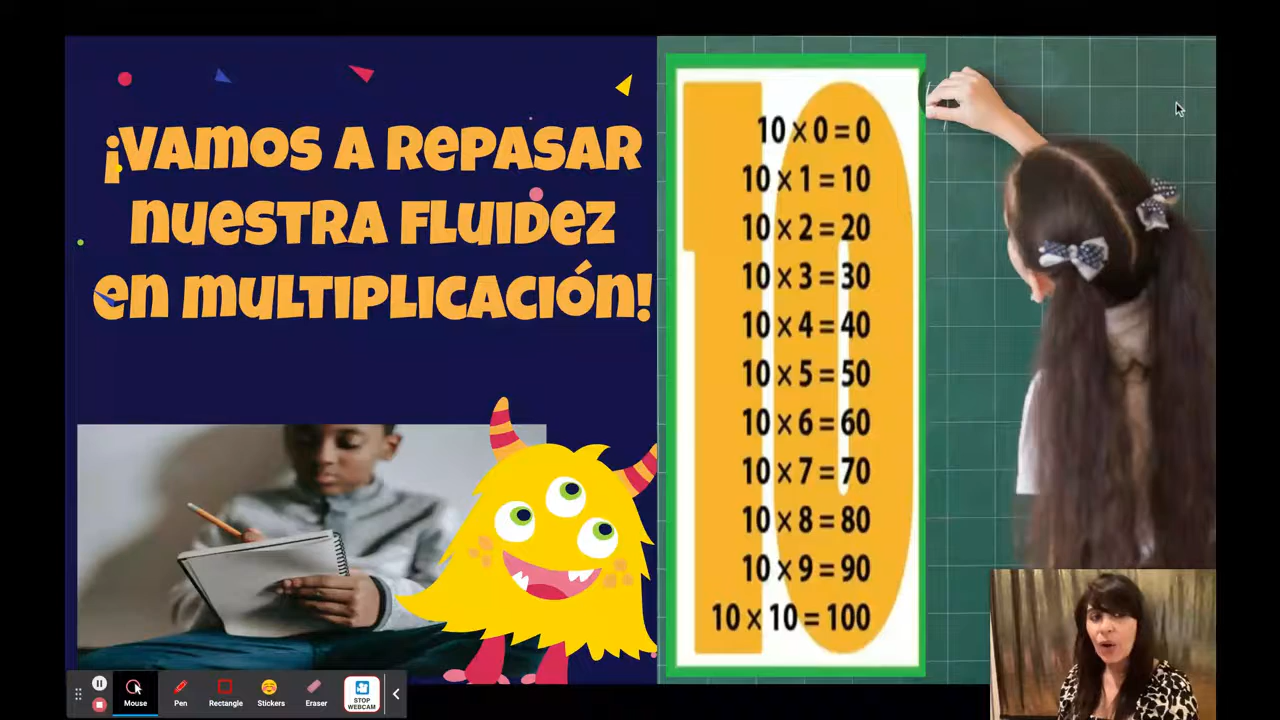 ¡VAMOS A REPASAR
NUESTRA FLUIDEZ
EN MULTIPLICACIÓN!
10 x 0 = 0
10 x 1 = 10
10 x 2 = 20
10 x 3 = 30
10 x 4 = 40
10 x 5 = 50
10 x 6 = 60
10 x 7 = 70
10 x 8 = 80
10 x 9 = 90
10 x 10 = 100
Mouse
Pen
Rectangle
Stickers
Eraser
STOP
WEBCAM